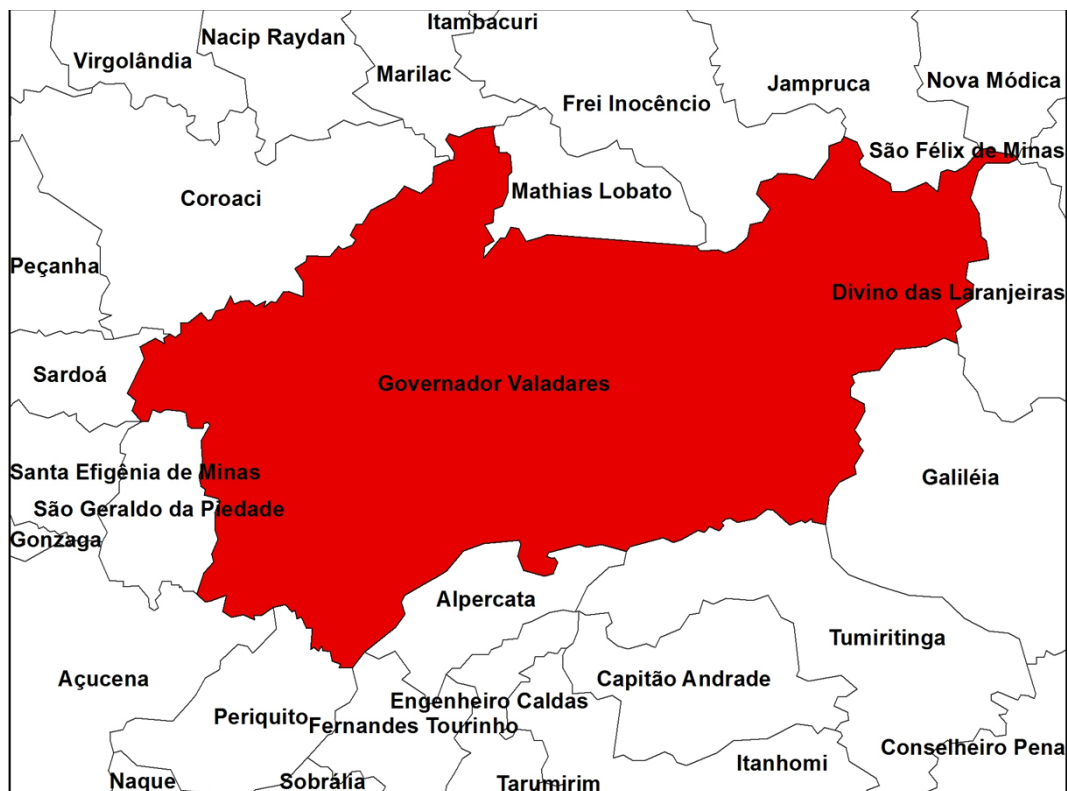 Itambacuri
Nacip Raydan
Virgolândia
Marilac
Jampruca
Nova Módica
Frei Inocêncio
São Félix de Minas
Coroaci
Mathias Lobato
Peçanha
Divino das Laranjeiras
Sardoá
Governador Valadares
Santa Efigênia de Minas
Galiléia
São Geraldo da Piedade
Gonzaga
Alpercata
Tumiritinga
Açucena
Capitão Andrade
Engenheiro Caldas
Periquito
Fernandes Tourinho
Conselheiro Pena
Itanhomi
Naque
Sobrália
Tarumirim